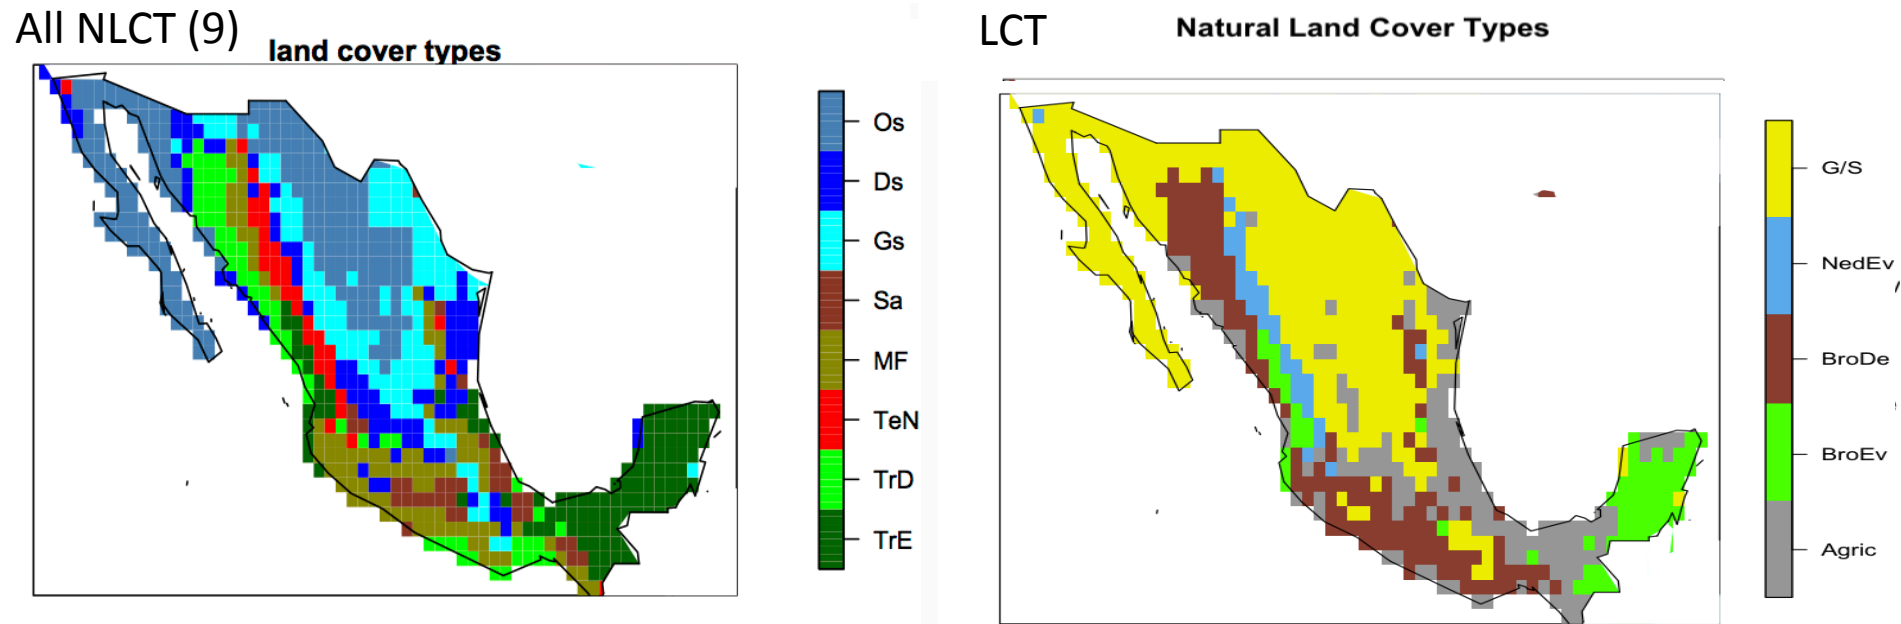 All NLCT (9)
land cover types
Os
Ds
Gs
Sa
MF
TeN
TrD
TrE
LCT
Natural Land Cover Types
G/S
NedEv
BroDe
BroEv
Agric